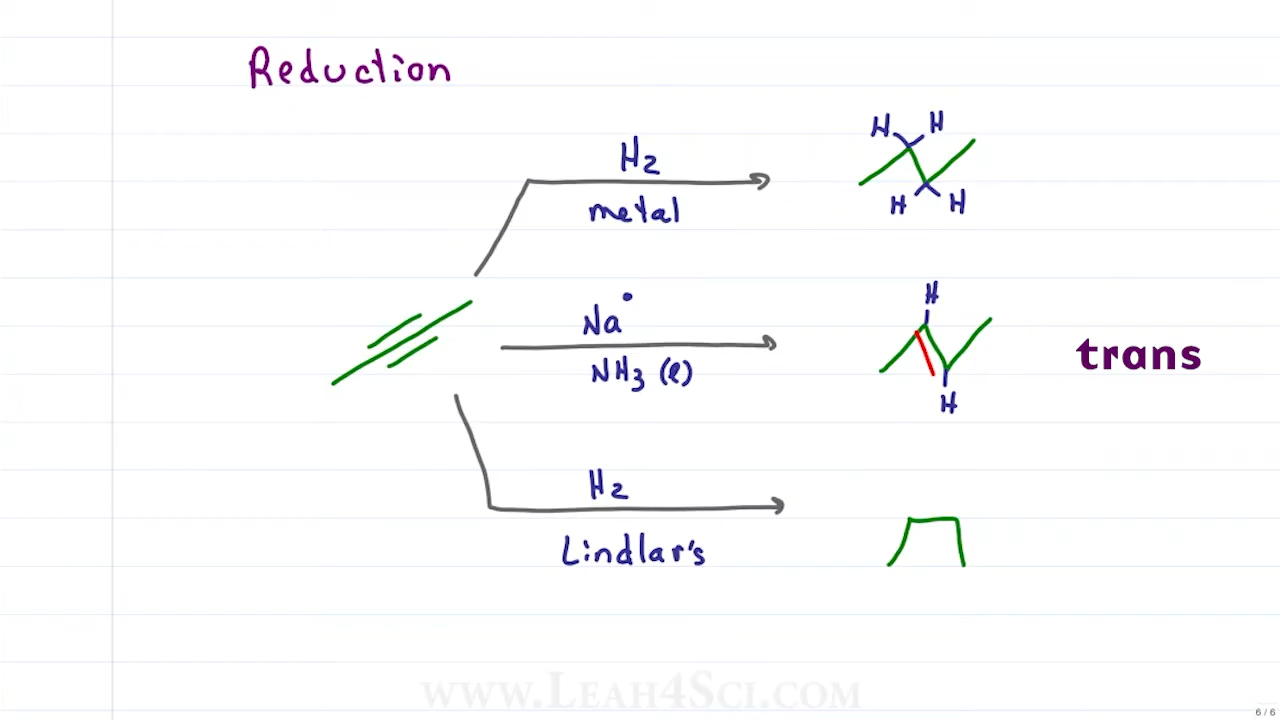 Reduction
H H
H2
metal
H H
H
Na•
trans
NH3 (l)
H
H2
Lindlar's
www.Leah4Sci.com
6 / 6